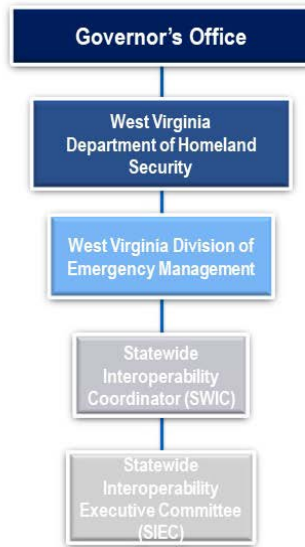 Governor’s Office
West Virginia
Department of Homeland
Security
West Virginia Division of
Emergency Management
Statewide
Interoperability
Coordinator (SWIC)
Statewide
Interoperability
Executive Committee
(SIEC)